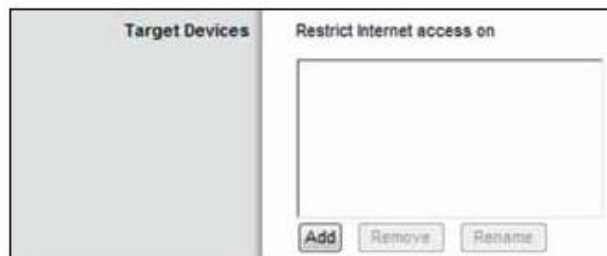 Target Devices
Restrict Internet access on
Add Remove Rename